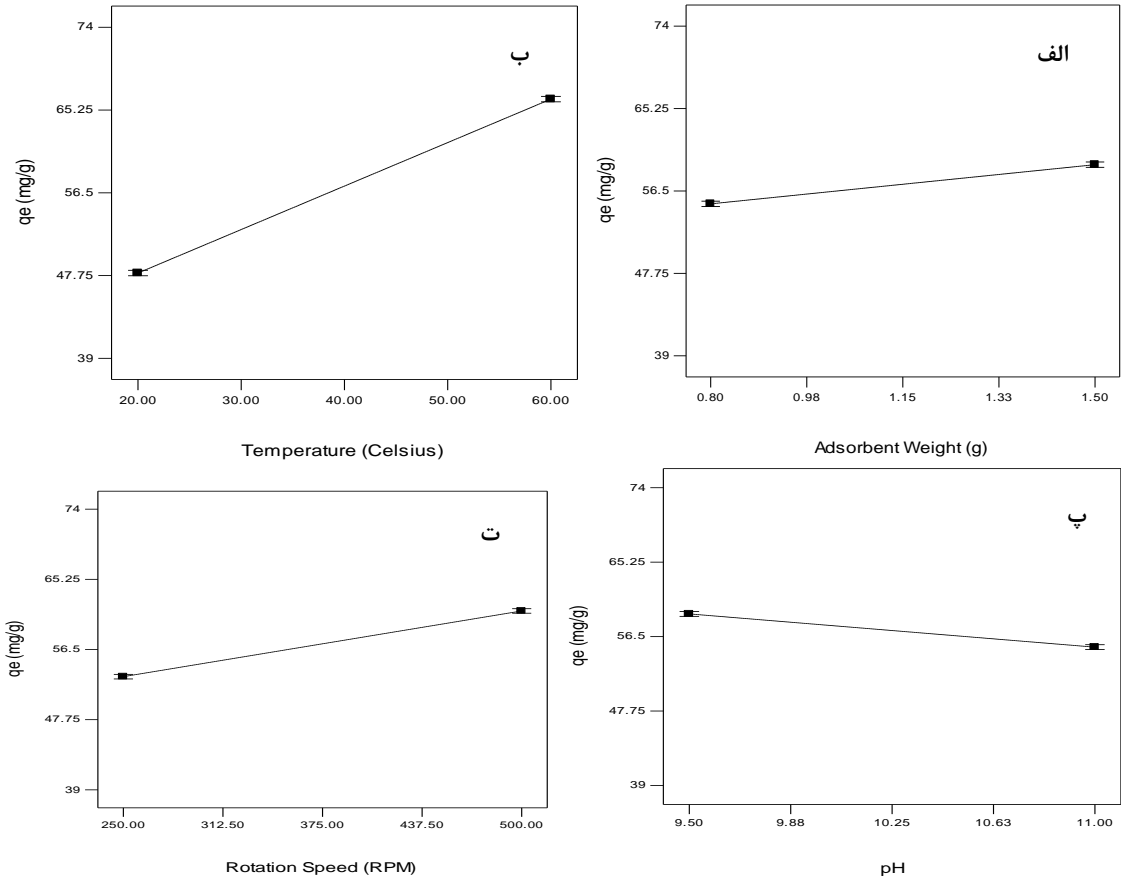 ب
74
65.25
56.5
47.75
39
qe (mg/g)
20.00 30.00 40.00 50.00 60.00
Temperature (Celsius)
الف
74
65.25
56.5
47.75
39
qe (mg/g)
0.80 0.98 1.15 1.33 1.50
Adsorbent Weight (g)
ت
74
65.25
56.5
47.75
39
qe (mg/g)
250.00 312.50 375.00 437.50 500.00
Rotation Speed (RPM)
پ
74
65.25
56.5
47.75
39
qe (mg/g)
9.50 9.88 10.25 10.63 11.00
pH